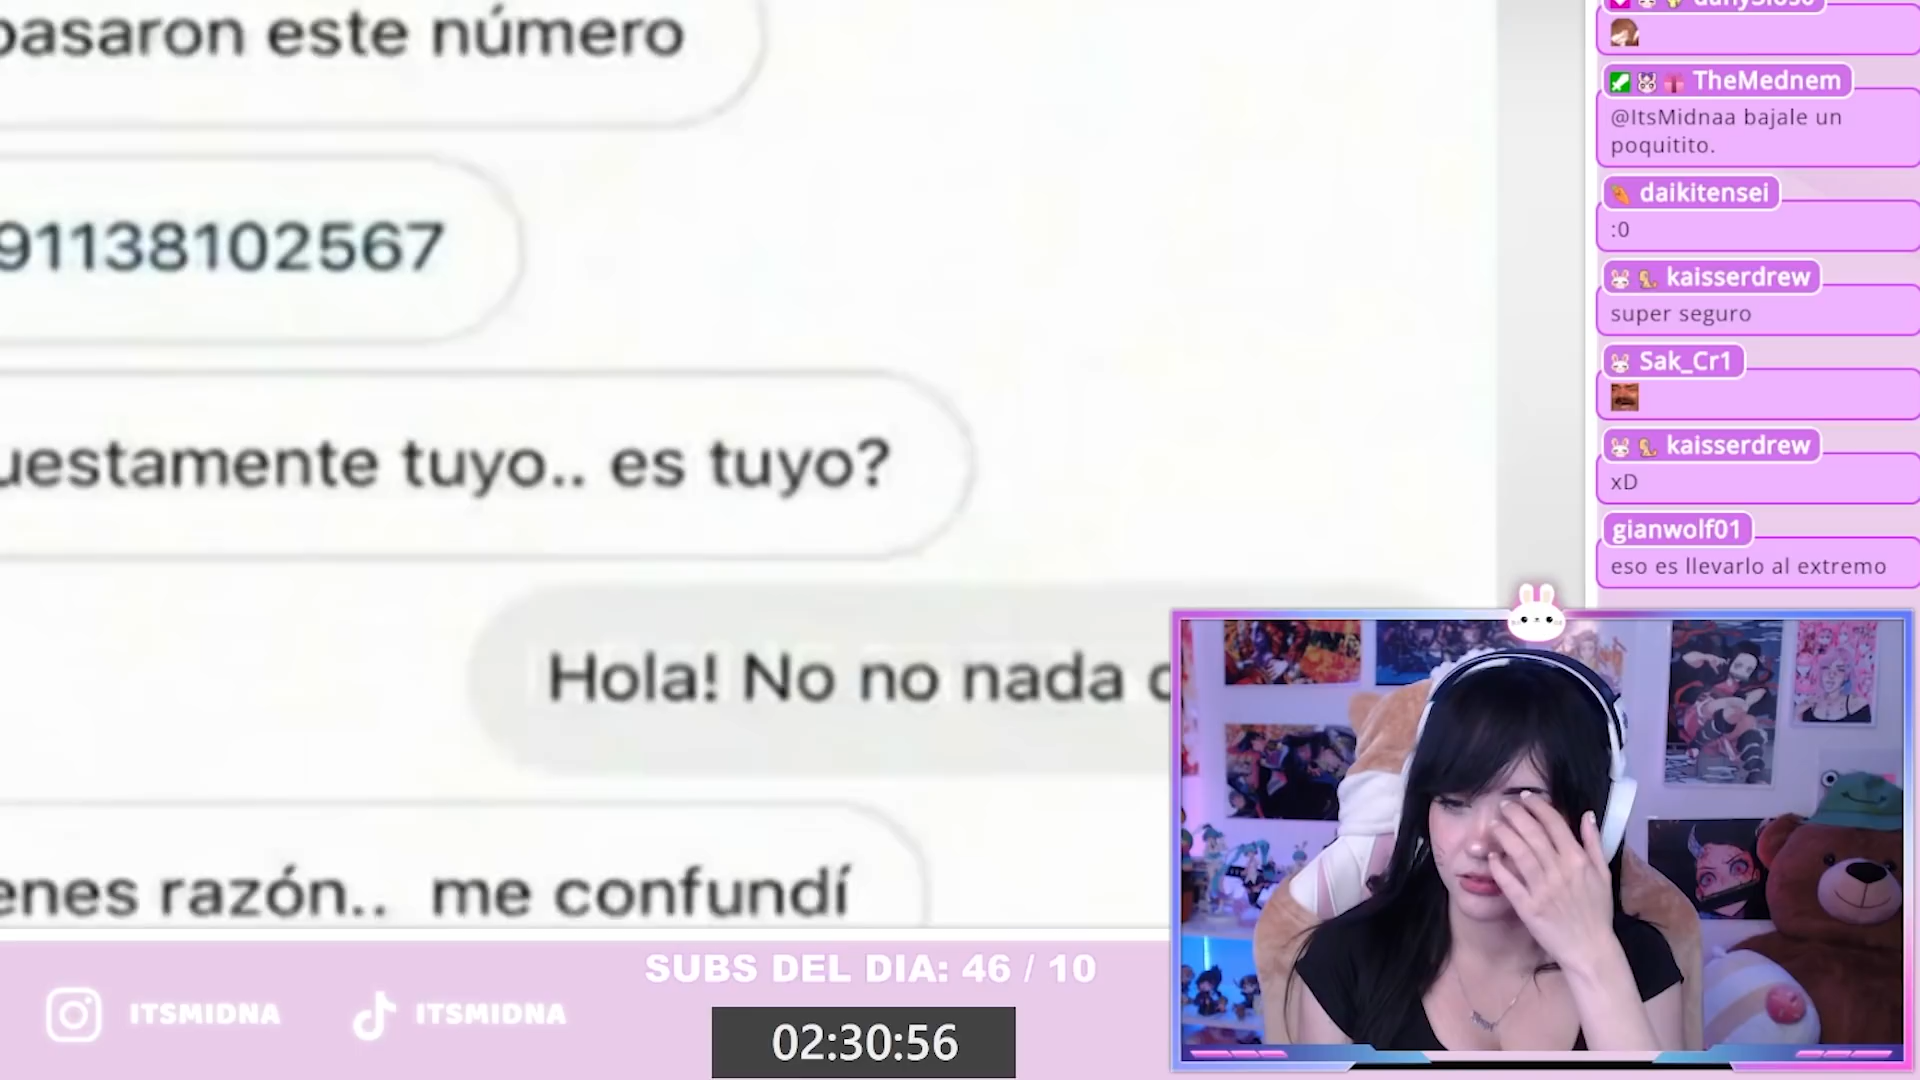 pasaron este número
91138102567
uestamente tuyo.. es tuyo?
Hola! No no nada
enes razón.. me confundí
TheMednem
@ItsMidnaa bajale un
poquitito.
daikitensei
:0
kaisserdrew
super seguro
Sak_Cr1
kaisserdrew
xD
gianwolf01
eso es llevarlo al extremo
SUBS DEL DIA: 46 / 10
ITSMIDNA
ITSMIDNA
02:30:56